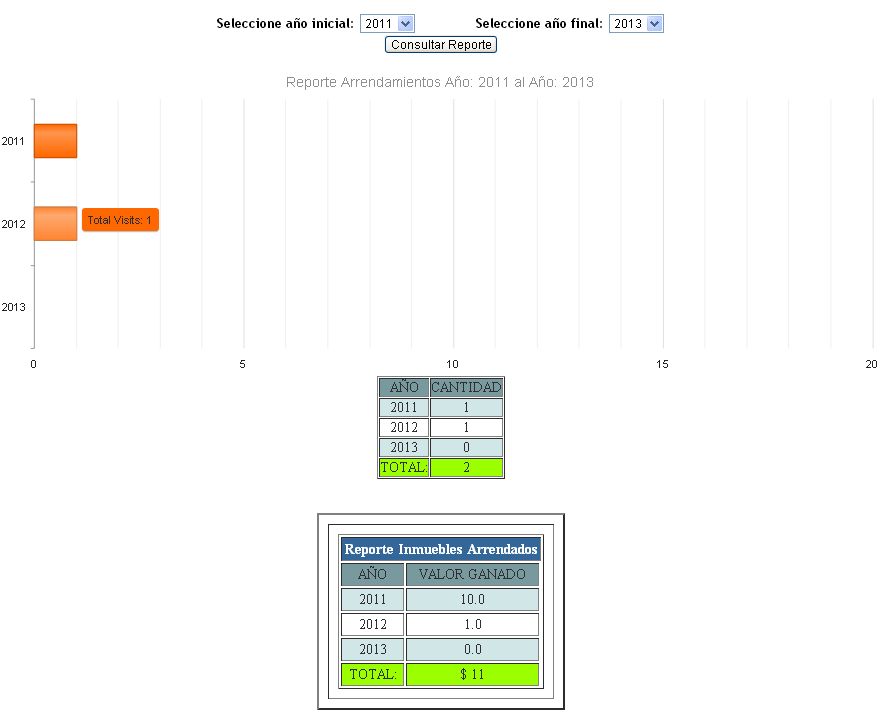 Seleccione año inicial: 2011 Seleccione año final: 2013
Consultar Reporte
Reporte Arrendamientos Año: 2011 al Año: 2013
2011
2012 Total Visits: 1
2013
0 5 10 15 20
AÑO CANTIDAD
2011 1
2012 1
2013 0
TOTAL: 2
Reporte Inmuebles Arrendados
AÑO VALOR GANADO
2011 10.0
2012 1.0
2013 0.0
TOTAL: $ 11